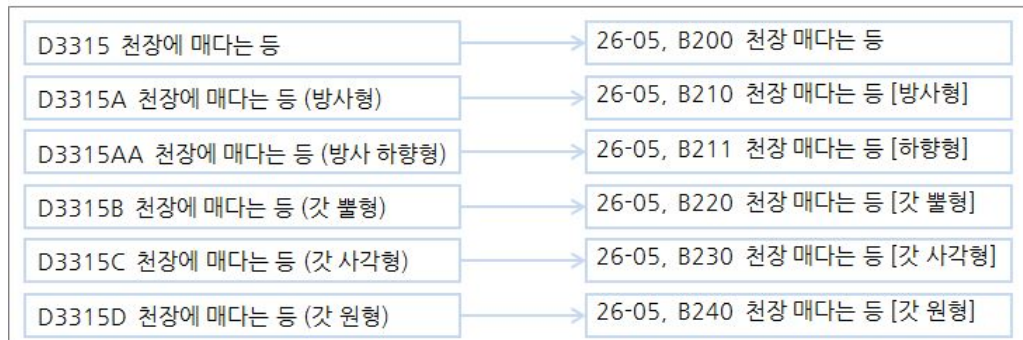 D3315 천장에 매다는 등 26-05, B200 천장 매다는 등
D3315A 천장에 매다는 등 (방사형) 26-05, B210 천장 매다는 등 [방사형]
D3315AA 천장에 매다는 등 (방사 하향형) 26-05, B211 천장 매다는 등 [하향형]
D3315B 천장에 매다는 등 (갓 뿔형) 26-05, B220 천장 매다는 등 [갓 뿔형]
D3315C 천장에 매다는 등 (갓 사각형) 26-05, B230 천장 매다는 등 [갓 사각형]
D3315D 천장에 매다는 등 (갓 원형) 26-05, B240 천장 매다는 등 [갓 원형]